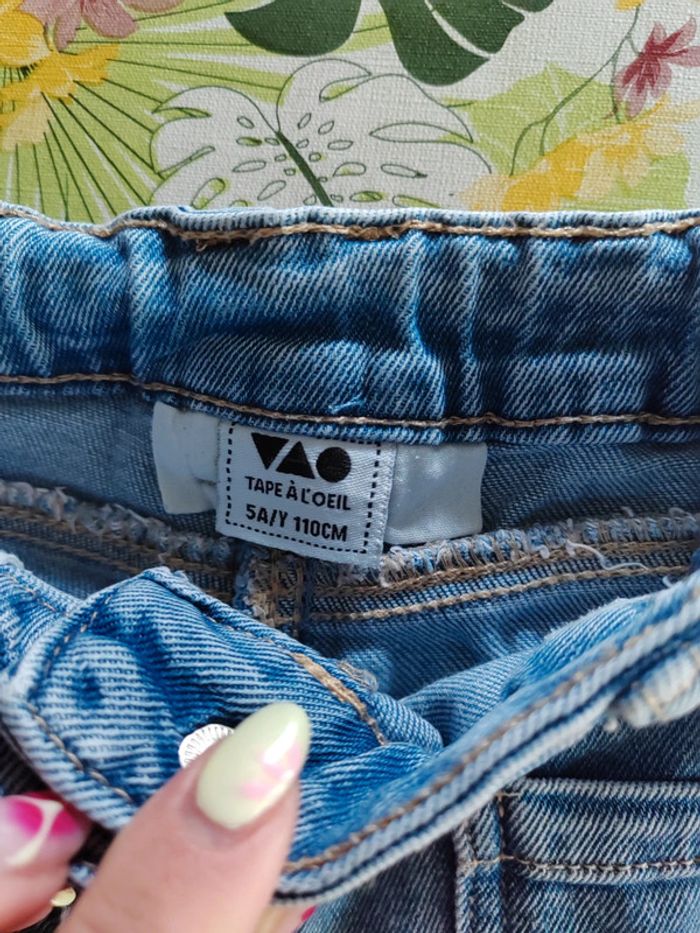 TAPE À L'OEIL
5A/Y 110CM